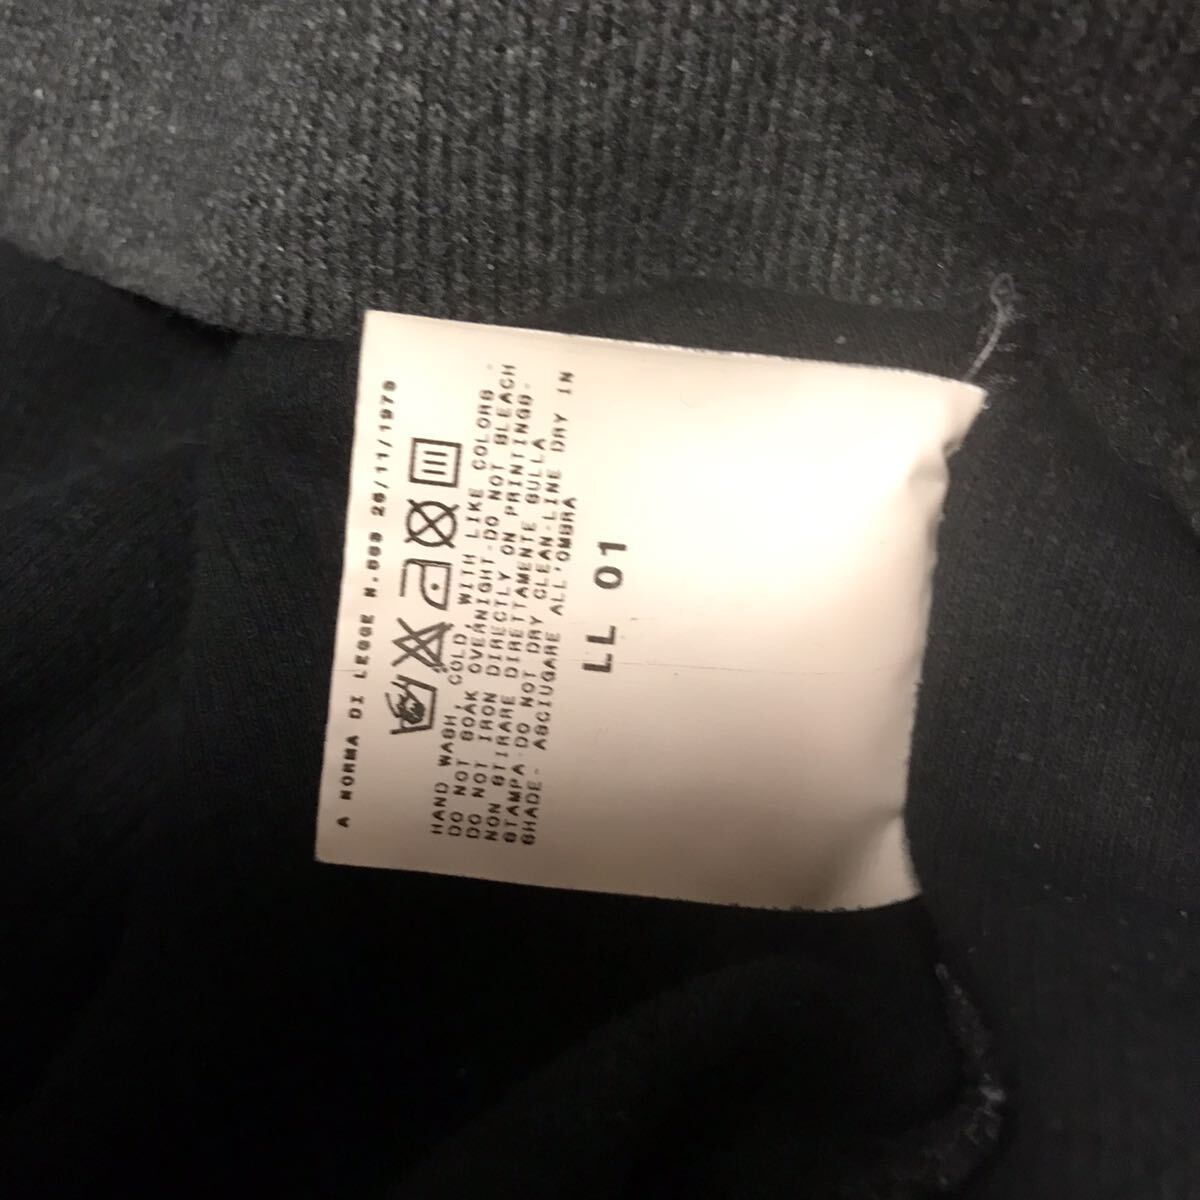 A NORMA DI LEGGE N.883 26/11/1973
HAND WASH, COLD, WITH LIKE COLORS -
DO NOT SOAK OVERNIGHT-DO NOT BLEACH
DO NOT IRON DIRECTLY ON PRINTINGS-
NON STIRARE DIRETTAMENTE SULLA
STAMPA-DO NOT DRY CLEAN-LINE DRY IN
SHADE- ASCIUGARE ALL'OMBRA
LL 01